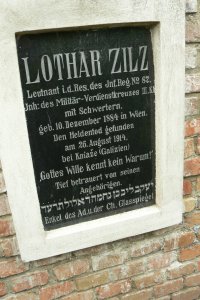 LOTHAR ZILZ
Leutnant i.d.Res. des Inf. Reg. No 82.
Inh: des Militär-Verdienstkreuzes III. Kl.
mit Schwertern.
geb. 10. Dezember 1884 in Wien.
Den Heldentod gefunden
am 26. August 1914.
bei Kniaże (Galizien)
„Gottes Wille kennt kein Warum!"
Tief betrauert von seinen
Angehörigen.
Enkel des Ad. u. der Ch. Glasspiegel